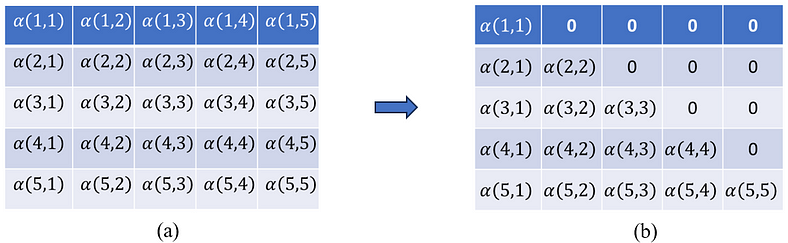 α(1,1) α(1,2) α(1,3) α(1,4) α(1,5)
α(2,1) α(2,2) α(2,3) α(2,4) α(2,5)
α(3,1) α(3,2) α(3,3) α(3,4) α(3,5)
α(4,1) α(4,2) α(4,3) α(4,4) α(4,5)
α(5,1) α(5,2) α(5,3) α(5,4) α(5,5)
(a)
α(1,1) 0 0 0 0
α(2,1) α(2,2) 0 0 0
α(3,1) α(3,2) α(3,3) 0 0
α(4,1) α(4,2) α(4,3) α(4,4) 0
α(5,1) α(5,2) α(5,3) α(5,4) α(5,5)
(b)